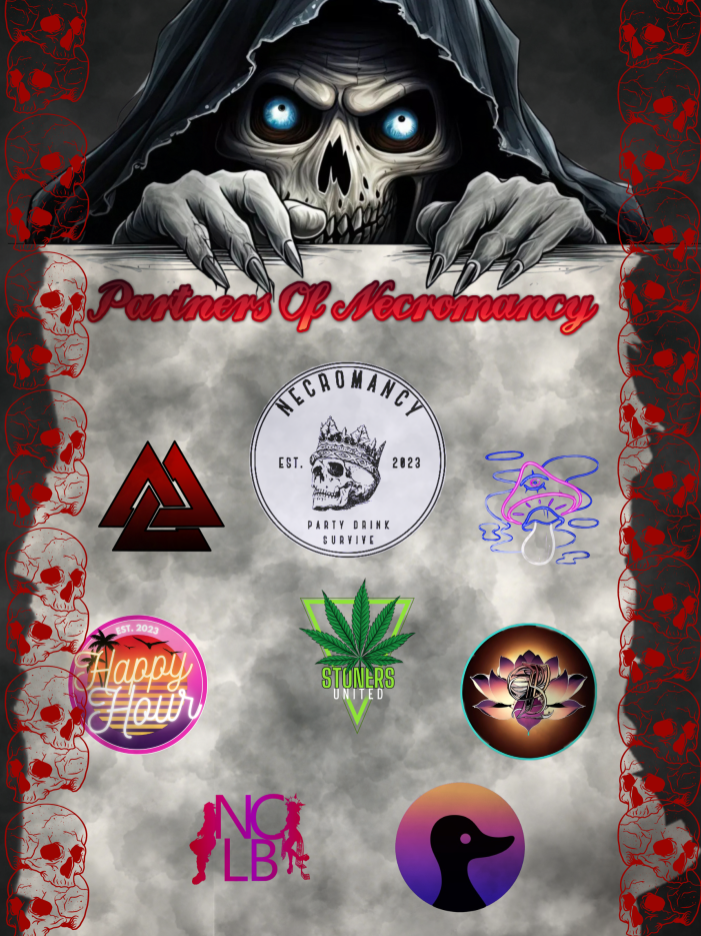 Partners Of Necromancy
NECROMANCY
EST. 2023
PARTY DRINK
SURVIVE
EST. 2023
Happy
Hour
STONERS
UNITED
NC
LB